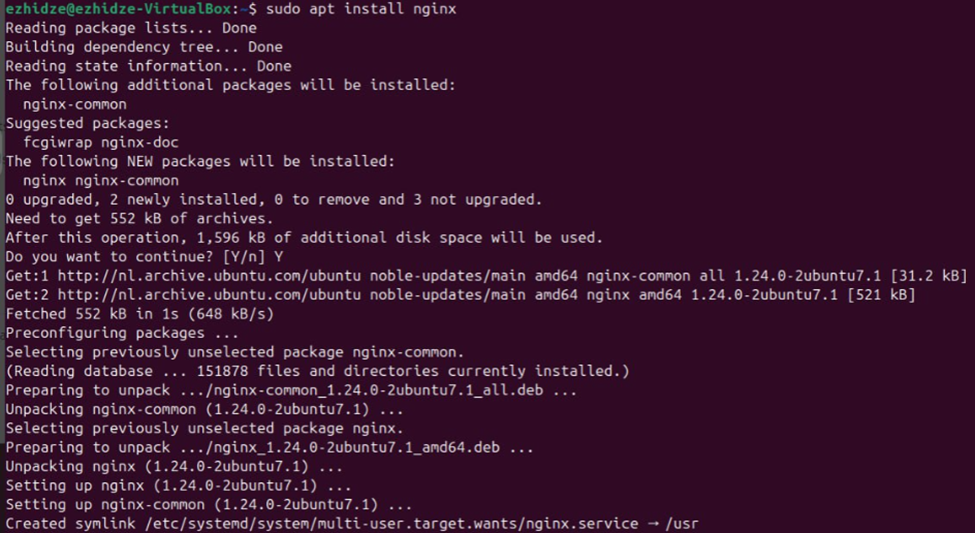 ezhidze@ezhidze-VirtualBox:~$ sudo apt install nginx
Reading package lists... Done
Building dependency tree... Done
Reading state information... Done
The following additional packages will be installed:
  nginx-common
Suggested packages:
  fcgiwrap nginx-doc
The following NEW packages will be installed:
  nginx nginx-common
0 upgraded, 2 newly installed, 0 to remove and 3 not upgraded.
Need to get 552 kB of archives.
After this operation, 1,596 kB of additional disk space will be used.
Do you want to continue? [Y/n] Y
Get:1 http://nl.archive.ubuntu.com/ubuntu noble-updates/main amd64 nginx-common all 1.24.0-2ubuntu7.1 [31.2 kB]
Get:2 http://nl.archive.ubuntu.com/ubuntu noble-updates/main amd64 nginx amd64 1.24.0-2ubuntu7.1 [521 kB]
Fetched 552 kB in 1s (648 kB/s)
Preconfiguring packages ...
Selecting previously unselected package nginx-common.
(Reading database ... 151878 files and directories currently installed.)
Preparing to unpack .../nginx-common_1.24.0-2ubuntu7.1_all.deb ...
Unpacking nginx-common (1.24.0-2ubuntu7.1) ...
Selecting previously unselected package nginx.
Preparing to unpack .../nginx_1.24.0-2ubuntu7.1_amd64.deb ...
Unpacking nginx (1.24.0-2ubuntu7.1) ...
Setting up nginx (1.24.0-2ubuntu7.1) ...
Setting up nginx-common (1.24.0-2ubuntu7.1) ...
Created symlink /etc/systemd/system/multi-user.target.wants/nginx.service → /usr